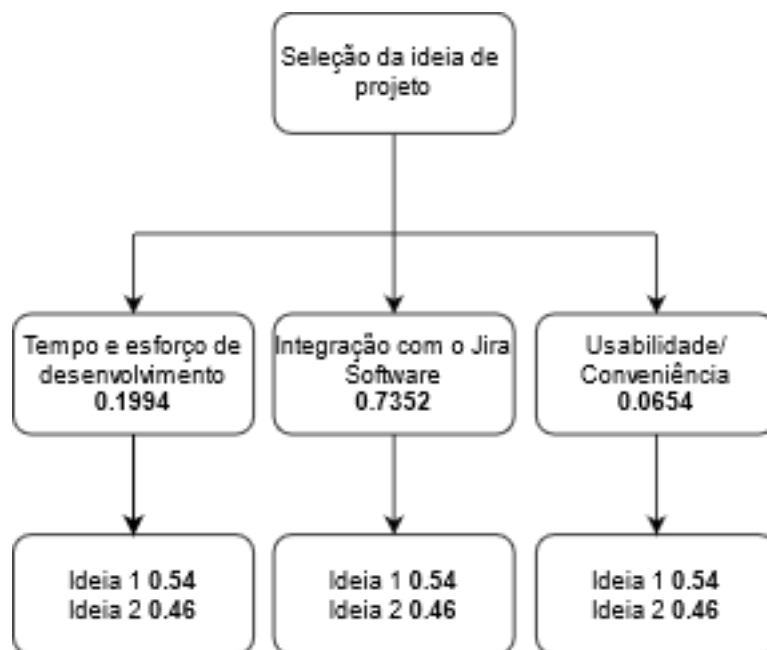 Seleção da ideia de
projeto
Tempo e esforço de
desenvolvimento
0.1994
Integração com o Jira
Software
0.7352
Usabilidade/
Conveniência
0.0654
Ideia 1 0.54
Ideia 2 0.46
Ideia 1 0.54
Ideia 2 0.46
Ideia 1 0.54
Ideia 2 0.46